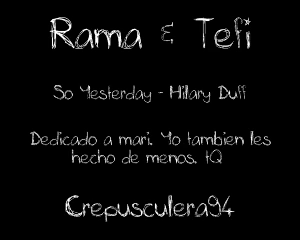 Rama & Tefi
So Yesterday - Hilary Duff
Dedicado a mari. Yo tambien les
hecho de menos. tQ
Crepusculera94